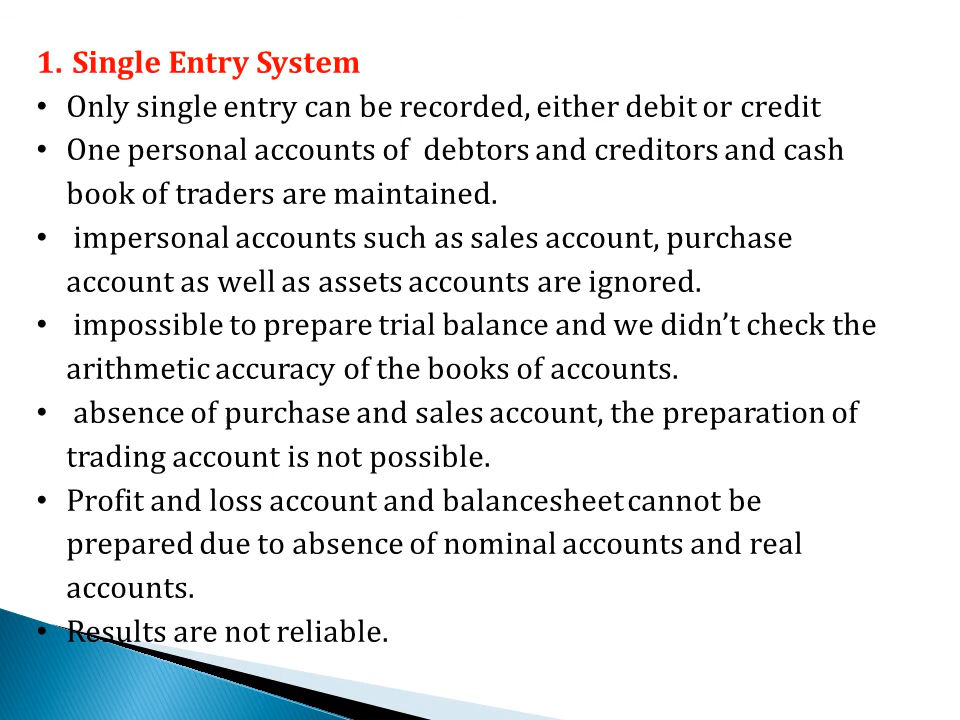 1. Single Entry System
• Only single entry can be recorded, either debit or credit
• One personal accounts of debtors and creditors and cash
book of traders are maintained.
• impersonal accounts such as sales account, purchase
account as well as assets accounts are ignored.
• impossible to prepare trial balance and we didn’t check the
arithmetic accuracy of the books of accounts.
• absence of purchase and sales account, the preparation of
trading account is not possible.
• Profit and loss account and balancesheet cannot be
prepared due to absence of nominal accounts and real
accounts.
• Results are not reliable.